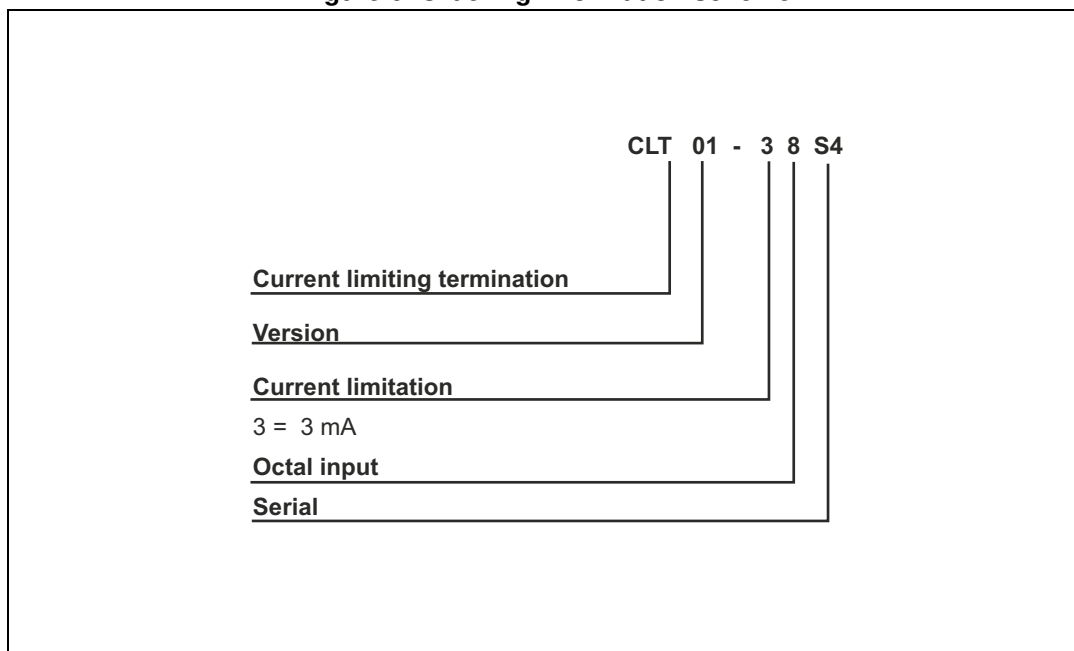 CLT 01 - 3 8 S4
Current limiting termination
Version
Current limitation
3 = 3 mA
Octal input
Serial